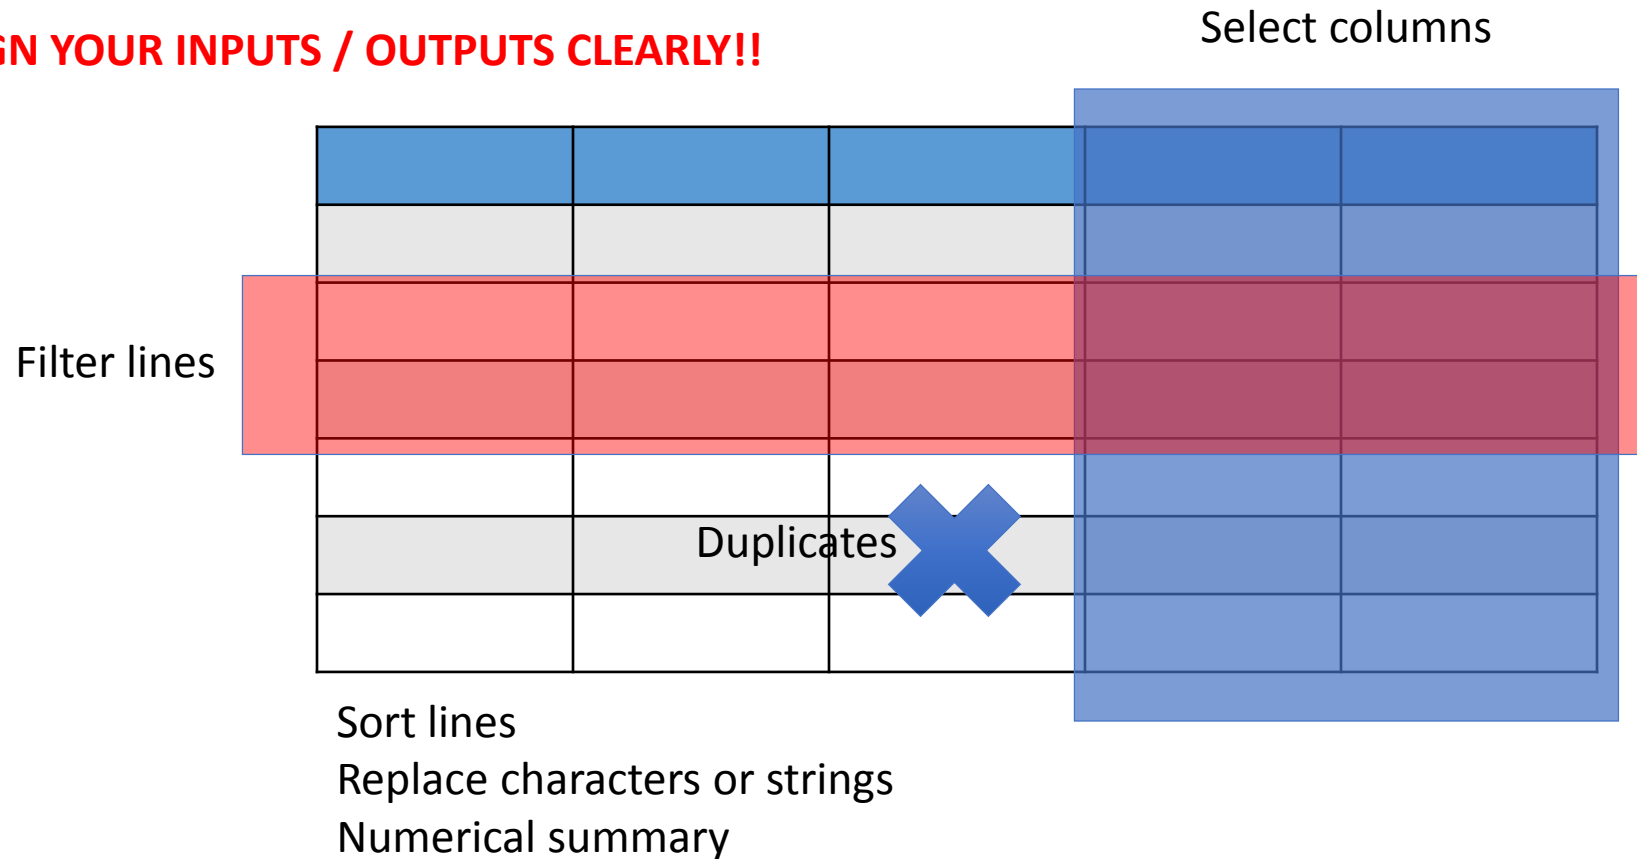 GN YOUR INPUTS / OUTPUTS CLEARLY!!
Select columns
Filter lines
Duplicates
Sort lines
Replace characters or strings
Numerical summary